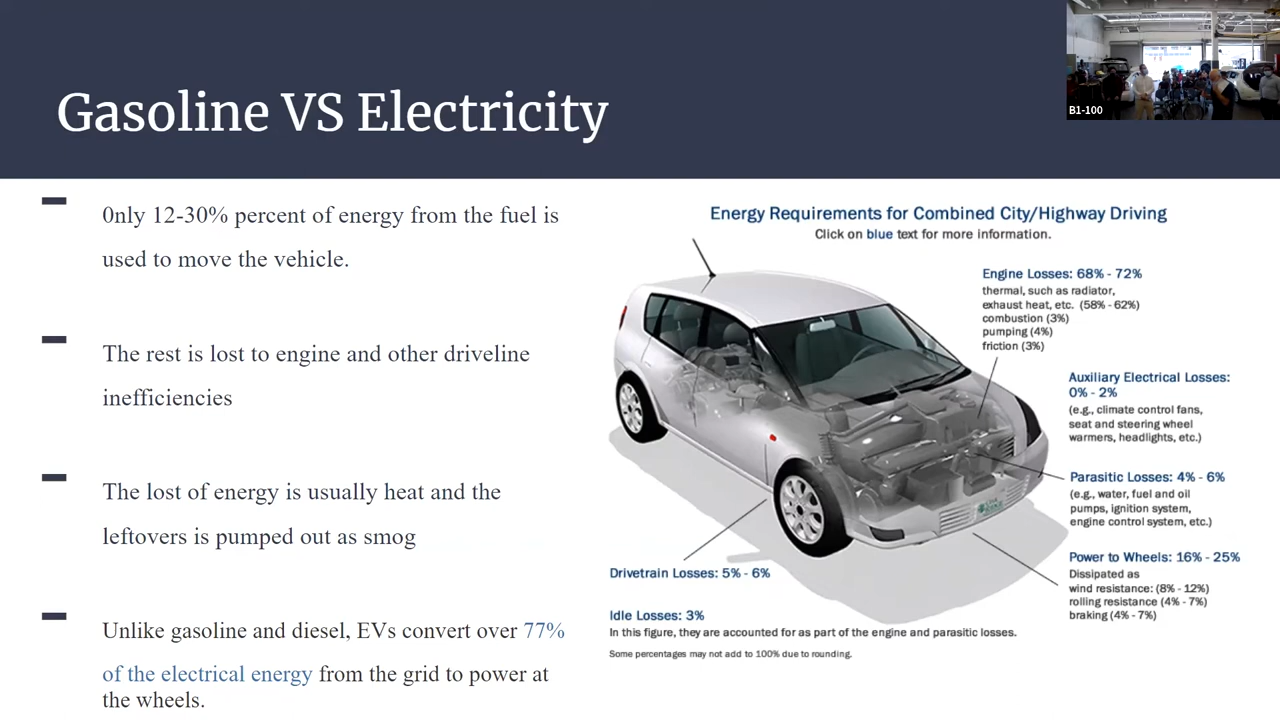 Gasoline VS Electricity
B1-100
0nly 12-30% percent of energy from the fuel is
used to move the vehicle.
The rest is lost to engine and other driveline
inefficiencies
The lost of energy is usually heat and the
leftovers is pumped out as smog
Unlike gasoline and diesel, EVs convert over 77%
of the electrical energy from the grid to power at
the wheels.
Energy Requirements for Combined City/Highway Driving
Click on blue text for more information.
Engine Losses: 68% - 72%
thermal, such as radiator,
exhaust heat, etc. (58% - 62%)
combustion (3%)
pumping (4%)
friction (3%)
Auxiliary Electrical Losses:
0% - 2%
(e.g., climate control fans,
seat and steering wheel
warmers, headlights, etc.)
Parasitic Losses: 4% - 6%
(e.g., water, fuel and oil
pumps, ignition system,
engine control system, etc.)
Power to Wheels: 16% - 25%
Dissipated as
wind resistance: (8% - 12%)
rolling resistance (4% - 7%)
braking (4% - 7%)
Drivetrain Losses: 5% - 6%
Idle Losses: 3%
In this figure, they are accounted for as part of the engine and parasitic losses.
Some percentages may not add to 100% due to rounding.